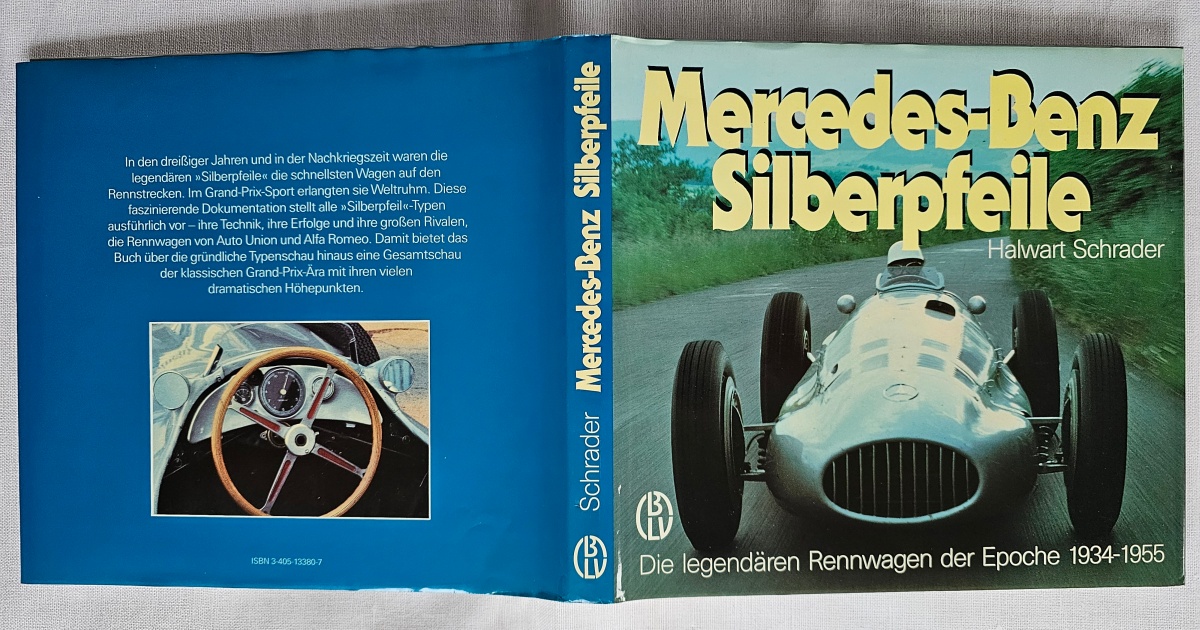 In den dreißiger Jahren und in der Nachkriegszeit waren die
legendären »Silberpfeile« die schnellsten Wagen auf den
Rennstrecken. Im Grand-Prix-Sport erlangten sie Weltruhm. Diese
faszinierende Dokumentation stellt alle »Silberpfeil«-Typen
ausführlich vor – ihre Technik, ihre Erfolge und ihre großen Rivalen,
die Rennwagen von Auto Union und Alfa Romeo. Damit bietet das
Buch über die gründliche Typenschau hinaus eine Gesamtschau
der klassischen Grand-Prix-Ära mit ihren vielen
dramatischen Höhepunkten.
ISBN 3-405-13380-7
Schrader Mercedes-Benz Silberpfeile
BLV
Mercedes-Benz
Silberpfeile
Halwart Schrader
BLV
Die legendären Rennwagen der Epoche 1934-1955